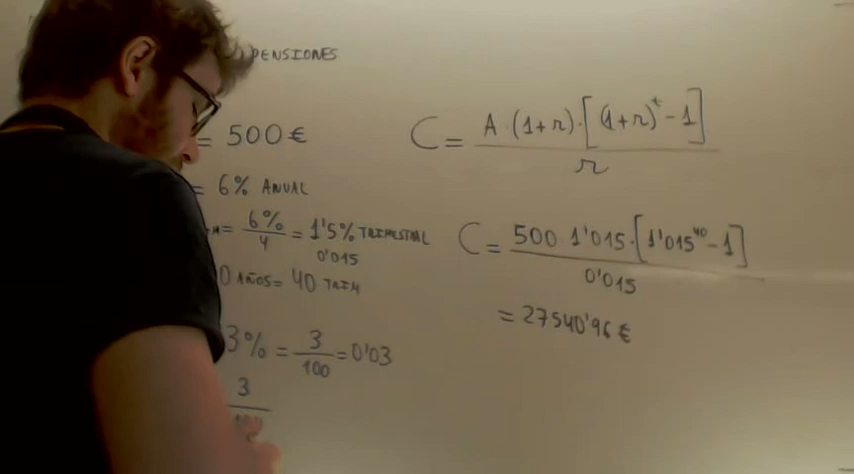 PENSIONES
= 500 €
= 6% ANUAL
= 6%/4 = 1'5% TRIMESTRAL
0'015
0 AÑOS = 40 TRIM
3% = 3/100 = 0'03
3
C = A·(1+r)·[(1+r)^t - 1] / r
C = 500·1'015·[1'015^40 - 1] / 0'015
= 27540'96 €